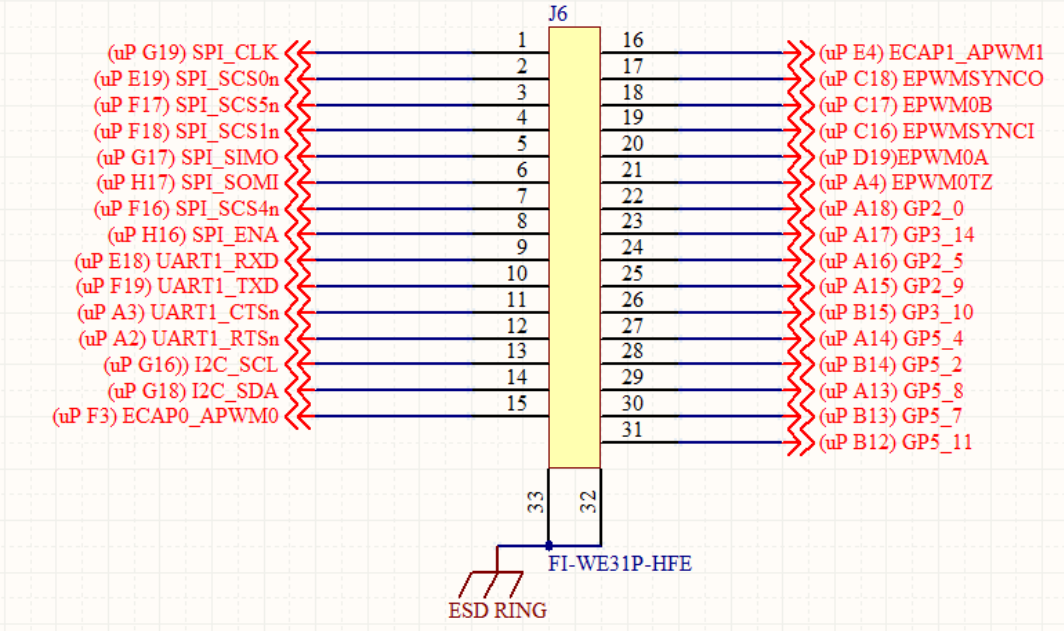 J6
(uP G19) SPI_CLK 1 16 (uP E4) ECAP1_APWM1
(uP E19) SPI_SCS0n 2 17 (uP C18) EPWMSYNCO
(uP F17) SPI_SCS5n 3 18 (uP C17) EPWM0B
(uP F18) SPI_SCS1n 4 19 (uP C16) EPWMSYNCI
(uP G17) SPI_SIMO 5 20 (uP D19)EPWM0A
(uP H17) SPI_SOMI 6 21 (uP A4) EPWM0TZ
(uP F16) SPI_SCS4n 7 22 (uP A18) GP2_0
(uP H16) SPI_ENA 8 23 (uP A17) GP3_14
(uP E18) UART1_RXD 9 24 (uP A16) GP2_5
(uP F19) UART1_TXD 10 25 (uP A15) GP2_9
(uP A3) UART1_CTSn 11 26 (uP B15) GP3_10
(uP A2) UART1_RTSn 12 27 (uP A14) GP5_4
(uP G16)) I2C_SCL 13 28 (uP B14) GP5_2
(uP G18) I2C_SDA 14 29 (uP A13) GP5_8
(uP F3) ECAP0_APWM0 15 30 (uP B13) GP5_7
31 (uP B12) GP5_11
33 32
FI-WE31P-HFE
ESD RING